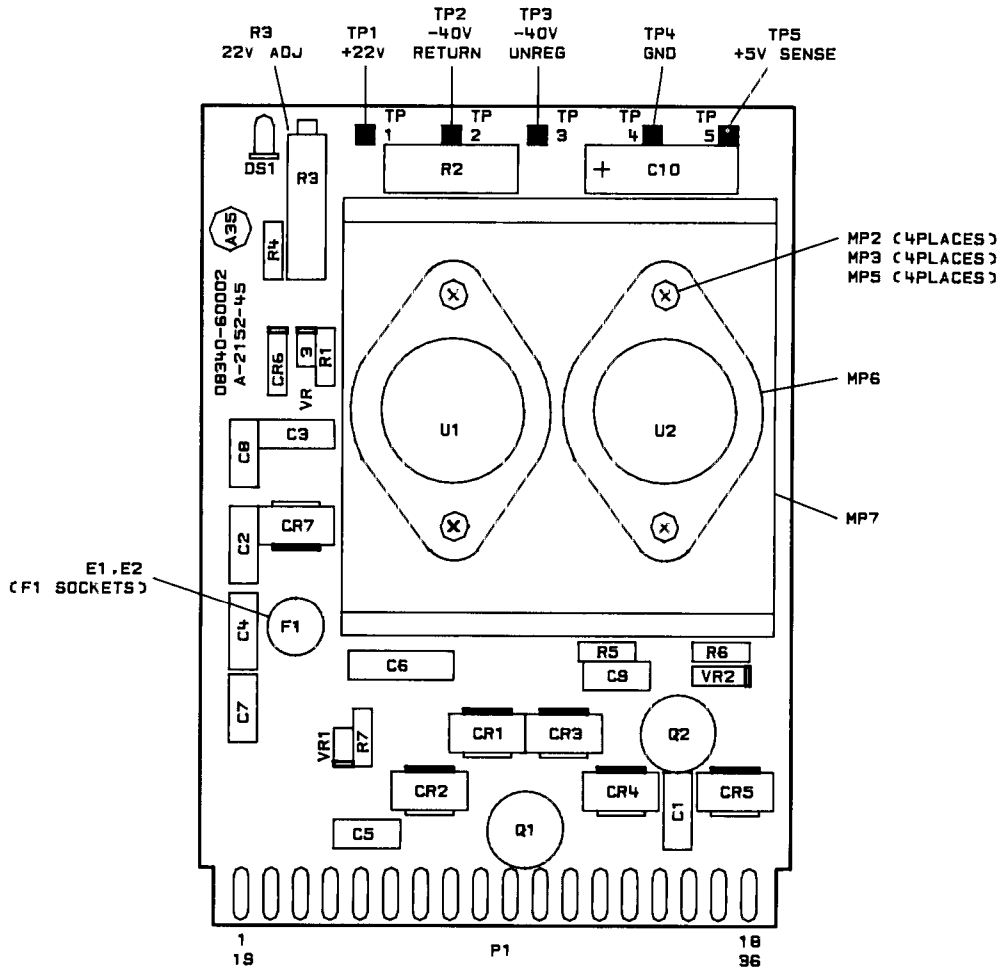 R3
22V ADJ
TP1
+22V
TP2
-40V
RETURN
TP3
-40V
UNREG
TP4
GND
TP5
+5V SENSE
TP
1
TP
2
TP
3
TP
4
TP
5
DS1
R3
R2
+ C10
A35
R4
08340-60002
A-2152-45
CR6
3
VR
R1
MP2 (4PLACES)
MP3 (4PLACES)
MP5 (4PLACES)
MP6
U1
U2
C3
C8
MP7
C2
CR7
E1,E2
(F1 SOCKETS)
C4
F1
R5
R6
C6
C9
VR2
C7
VR1
R7
CR1
CR3
Q2
CR2
CR4
C1
CR5
C5
Q1
1
19
P1
18
36